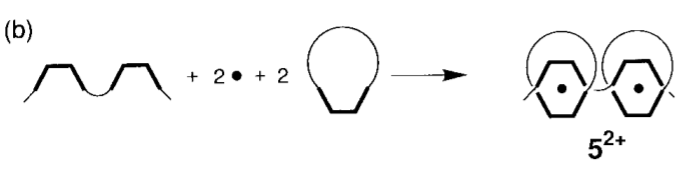 (b)
+ 2 • + 2
5²⁺